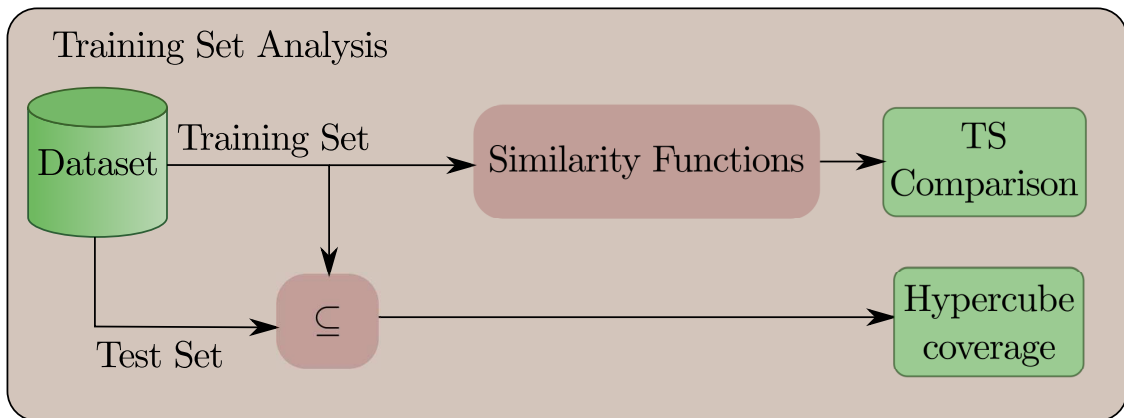 Training Set Analysis
Dataset
Training Set
Similarity Functions
TS
Comparison
⊆
Test Set
Hypercube
coverage